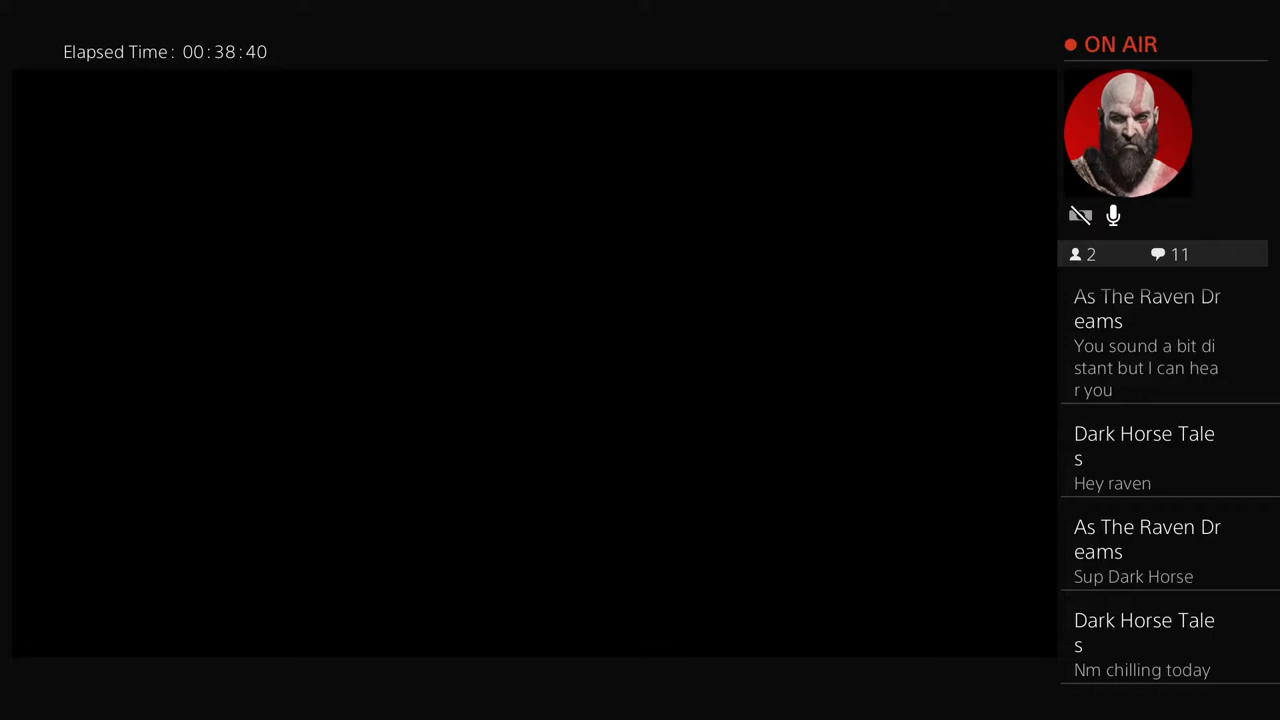 Elapsed Time: 00:38:40
ON AIR
2 11
As The Raven Dr
eams
You sound a bit di
stant but I can hea
r you
Dark Horse Tale
s
Hey raven
As The Raven Dr
eams
Sup Dark Horse
Dark Horse Tale
s
Nm chilling today